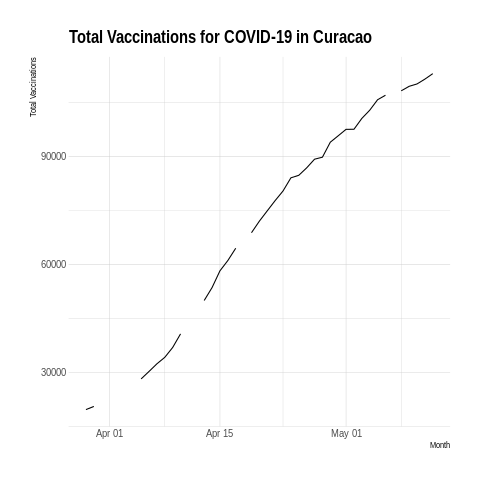 Total Vaccinations for COVID-19 in Curacao
Total Vaccinations
90000
60000
30000
Apr 01 Apr 15 May 01
Month